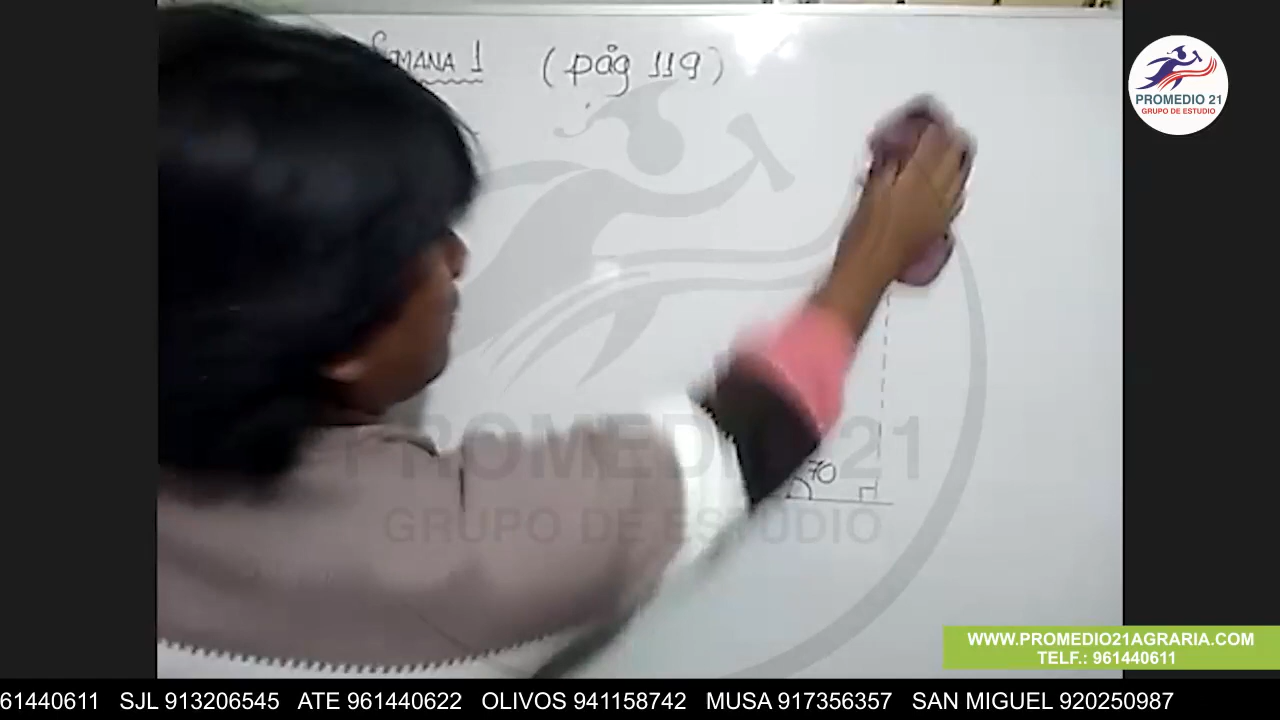 SEMANA 1 (pág 119)
PROMEDIO 21
GRUPO DE ESTUDIO
70
PROMEDIO 21
GRUPO DE ESTUDIO
WWW.PROMEDIO21AGRARIA.COM
TELF.: 961440611
61440611 SJL 913206545 ATE 961440622 OLIVOS 941158742 MUSA 917356357 SAN MIGUEL 920250987